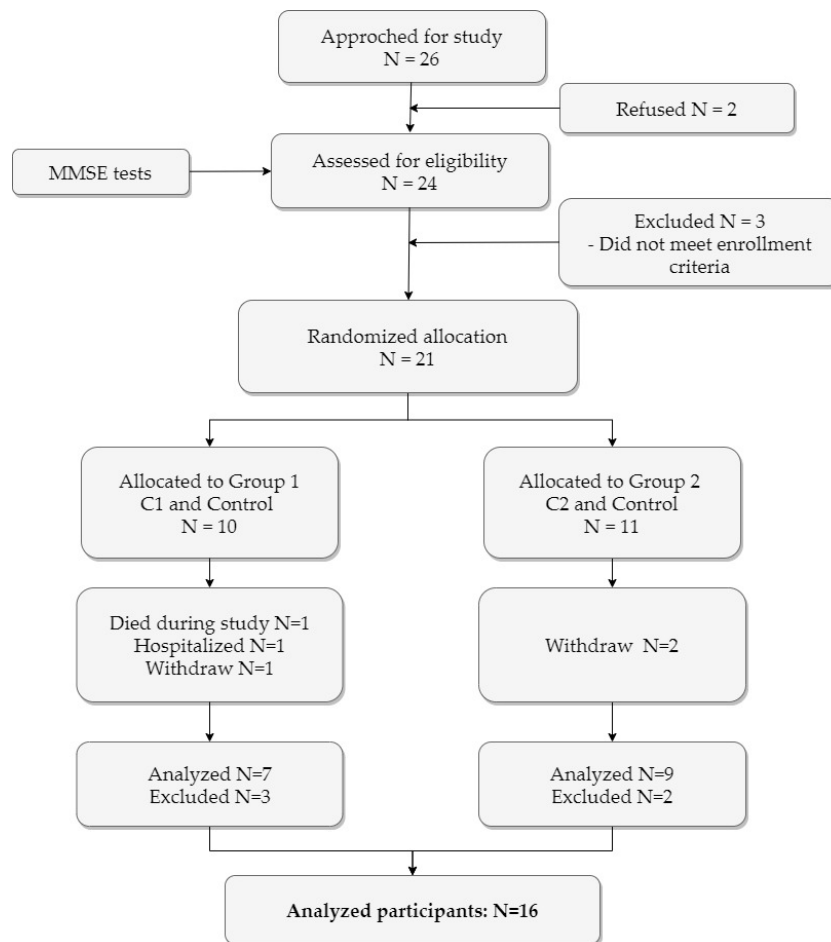 Approched for study
N = 26
Refused N = 2
Assessed for eligibility
N = 24
MMSE tests
Excluded N = 3
- Did not meet enrollment
criteria
Randomized allocation
N = 21
Allocated to Group 1
C1 and Control
N = 10
Allocated to Group 2
C2 and Control
N = 11
Died during study N=1
Hospitalized N=1
Withdraw N=1
Withdraw N=2
Analyzed N=7
Excluded N=3
Analyzed N=9
Excluded N=2
Analyzed participants: N=16